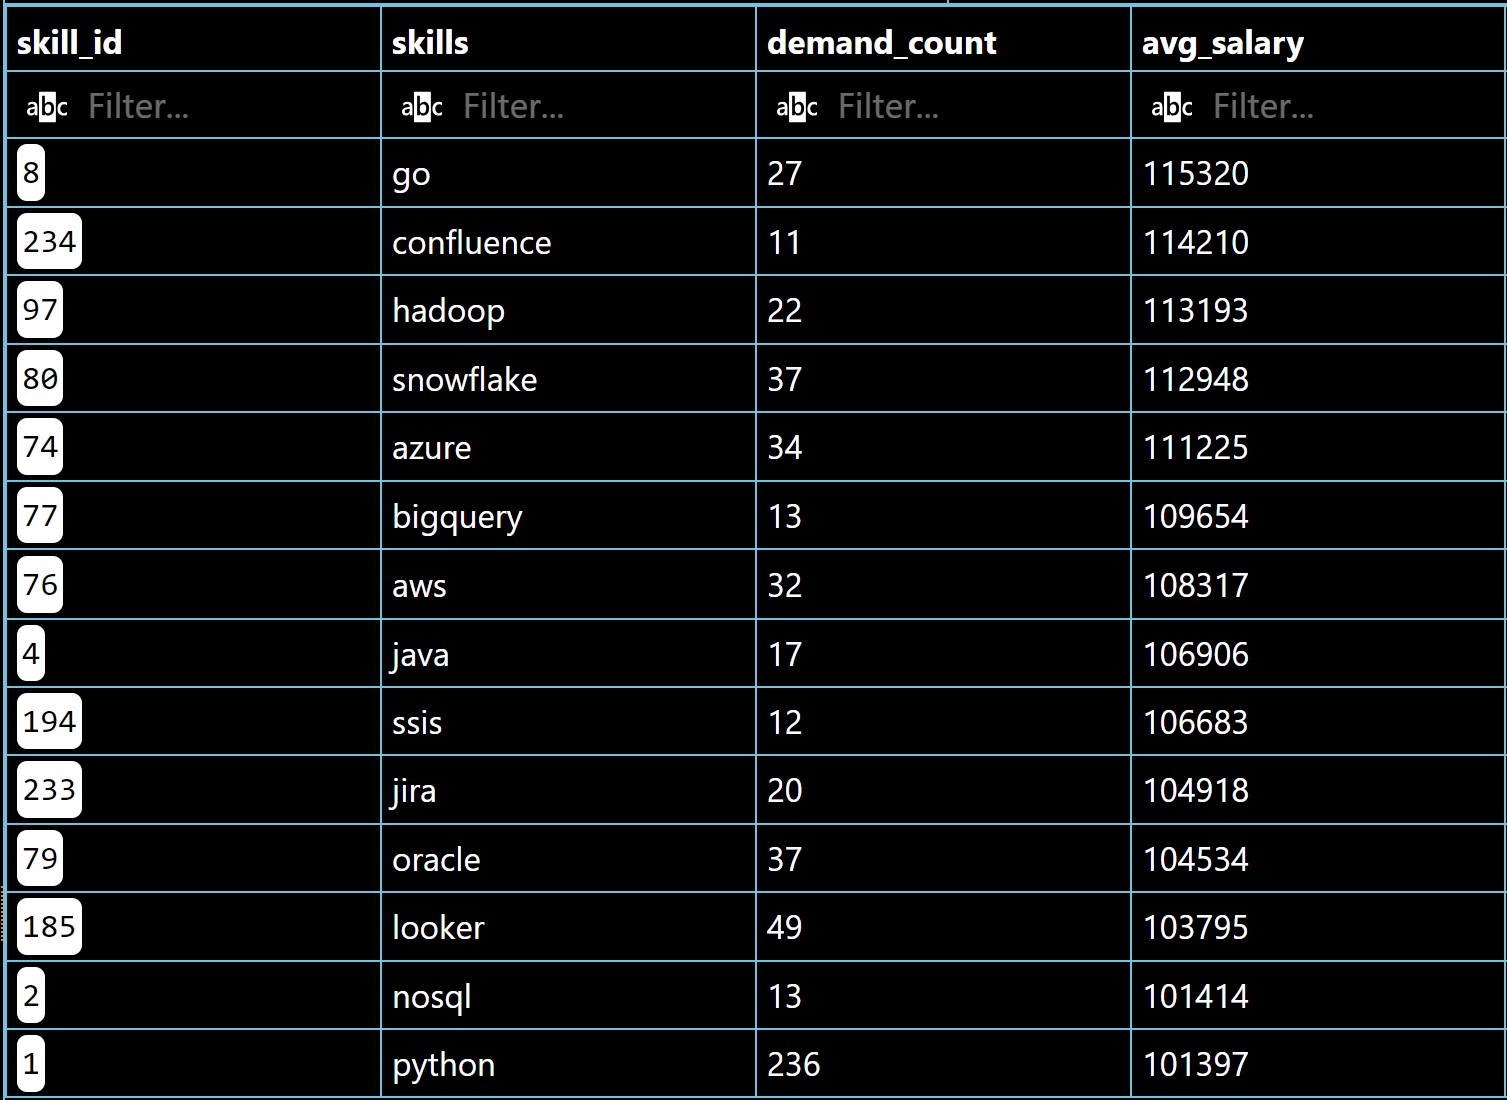 skill_id skills demand_count avg_salary
abc Filter... abc Filter... abc Filter... abc Filter...
8 go 27 115320
234 confluence 11 114210
97 hadoop 22 113193
80 snowflake 37 112948
74 azure 34 111225
77 bigquery 13 109654
76 aws 32 108317
4 java 17 106906
194 ssis 12 106683
233 jira 20 104918
79 oracle 37 104534
185 looker 49 103795
2 nosql 13 101414
1 python 236 101397